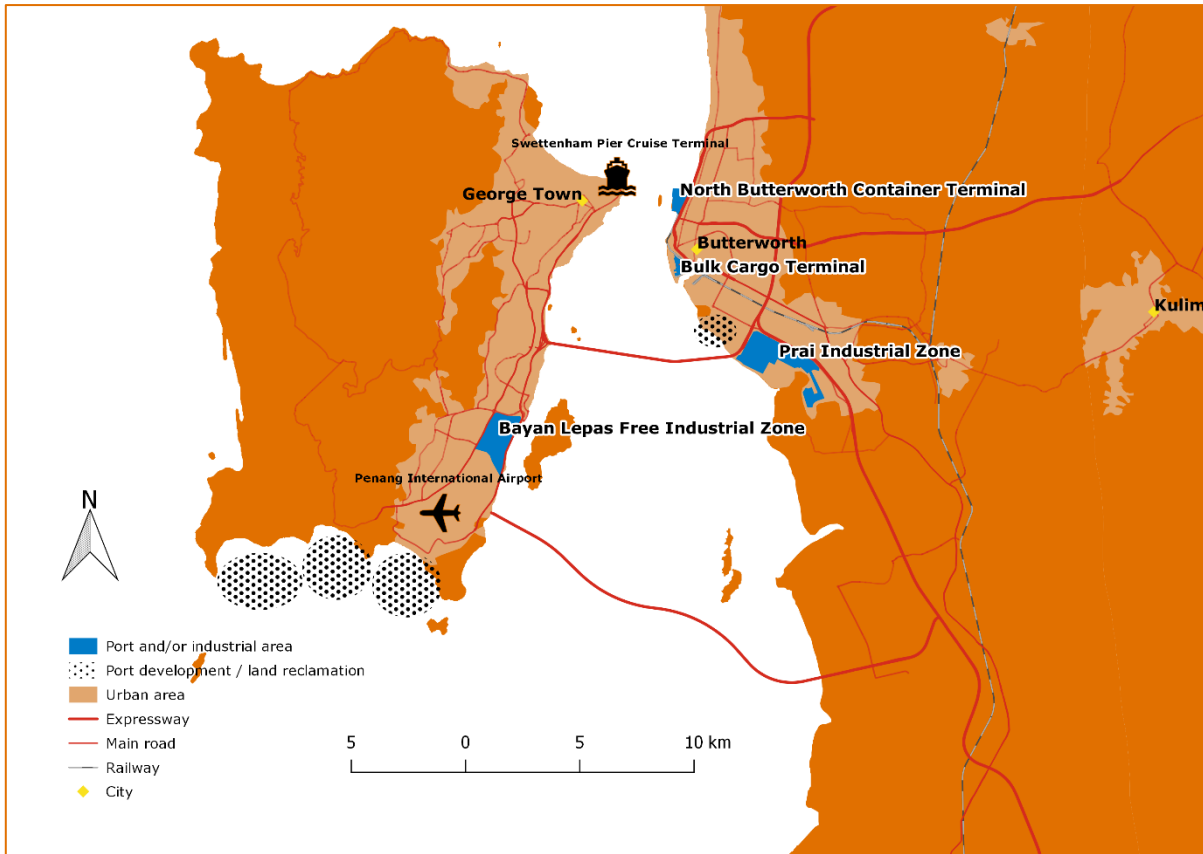 Swettenham Pier Cruise Terminal
George Town
North Butterworth Container Terminal
Butterworth
Bulk Cargo Terminal
Kulim
Prai Industrial Zone
Bayan Lepas Free Industrial Zone
Penang International Airport
N
Port and/or industrial area
Port development / land reclamation
Urban area
Expressway
Main road
Railway
City
5 0 5 10 km